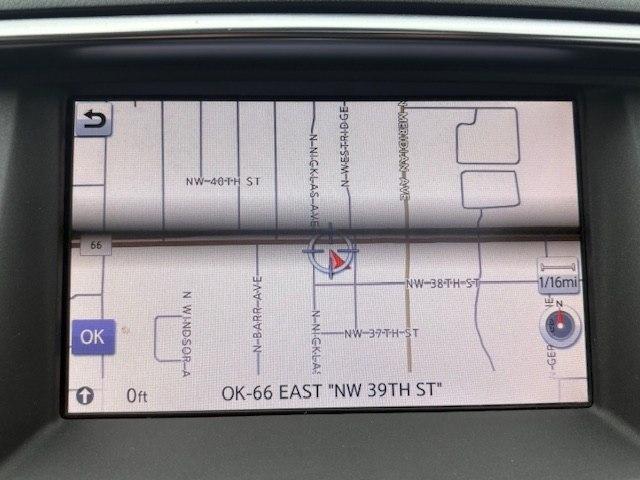 NW 40TH ST
N NICKLAS AVE
N WESTRIDGE
N MERIDIAN AVE
66
1/16mi
NW 38TH ST
N WINDSOR A
N BARR AVE
N NICKLAS
NW 37TH ST
OK
0ft
OK-66 EAST "NW 39TH ST"